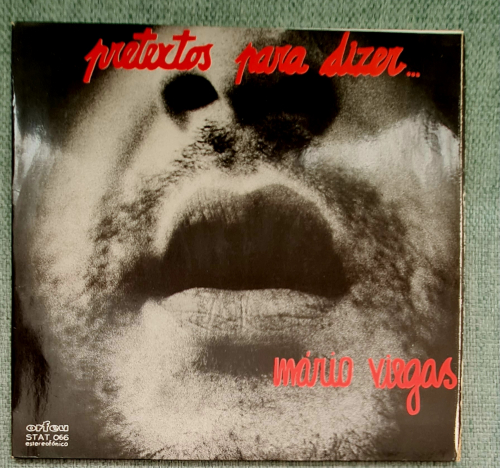 pretextos para dizer...
mário viegas
orfeu
STAT 066
estereofónico